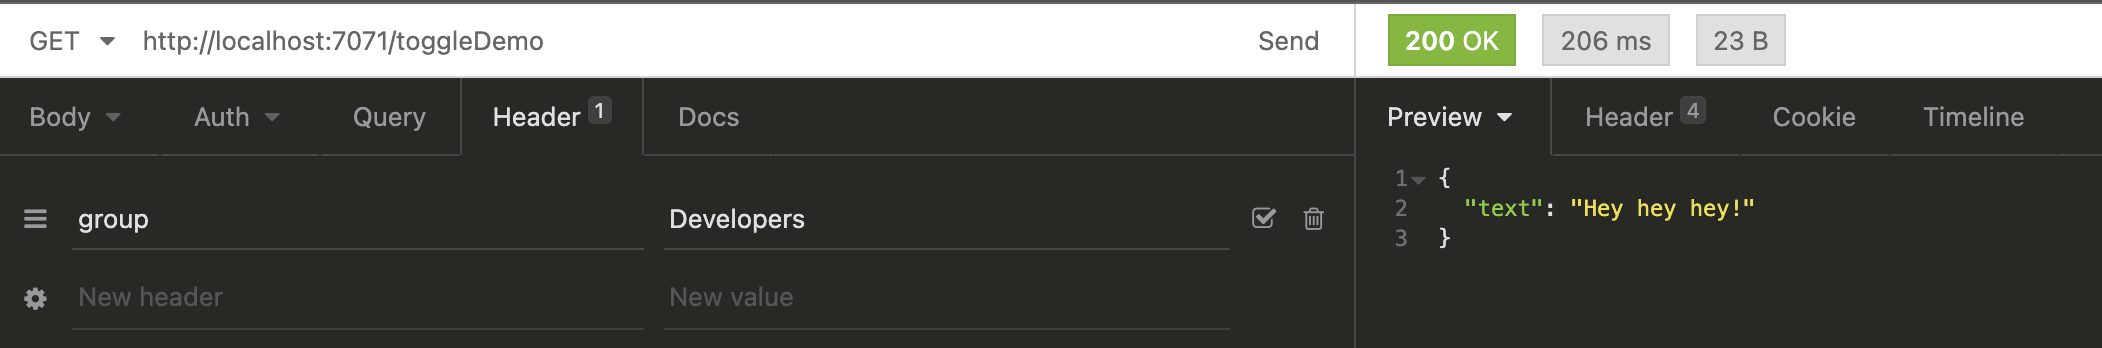 GET http://localhost:7071/toggleDemo Send 200 OK 206 ms 23 B
Body Auth Query Header 1 Docs
Preview Header 4 Cookie Timeline
group Developers
New header New value
1 {
2 "text": "Hey hey hey!"
3 }